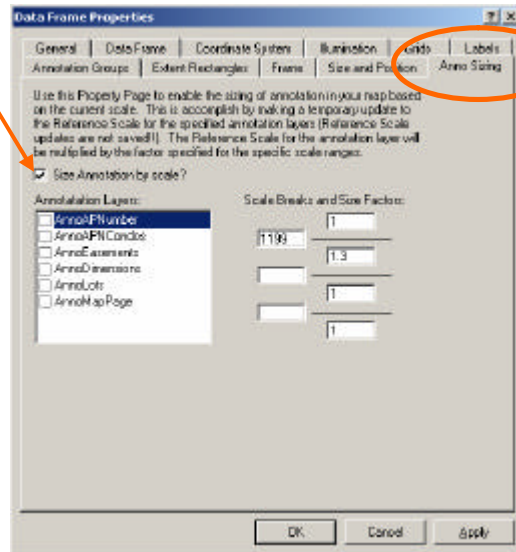 Data Frame Properties
General Data Frame Coordinate System Illumination Grids Labels
Annotation Groups Extent Rectangles Frame Size and Position Anno Sizing
Use this Property Page to enable the sizing of annotation in your map based
on the current scale. This is accomplish by making a temporary update to
the Reference Scale for the specified annotation layers (Reference Scale
updates are not saved!!). The Reference Scale for the annotation layer will
be multiplied by the factor specified for the specific scale ranges.
Size Annotation by scale?
Annotatation Layers: Scale Breaks and Size Factors:
AnnoAPNumber
AnnoAPNCondos
AnnoEasements
AnnoDimensions
AnnoLots
AnnoMapPage
1
1199
1.3
1
1
OK Cancel Apply